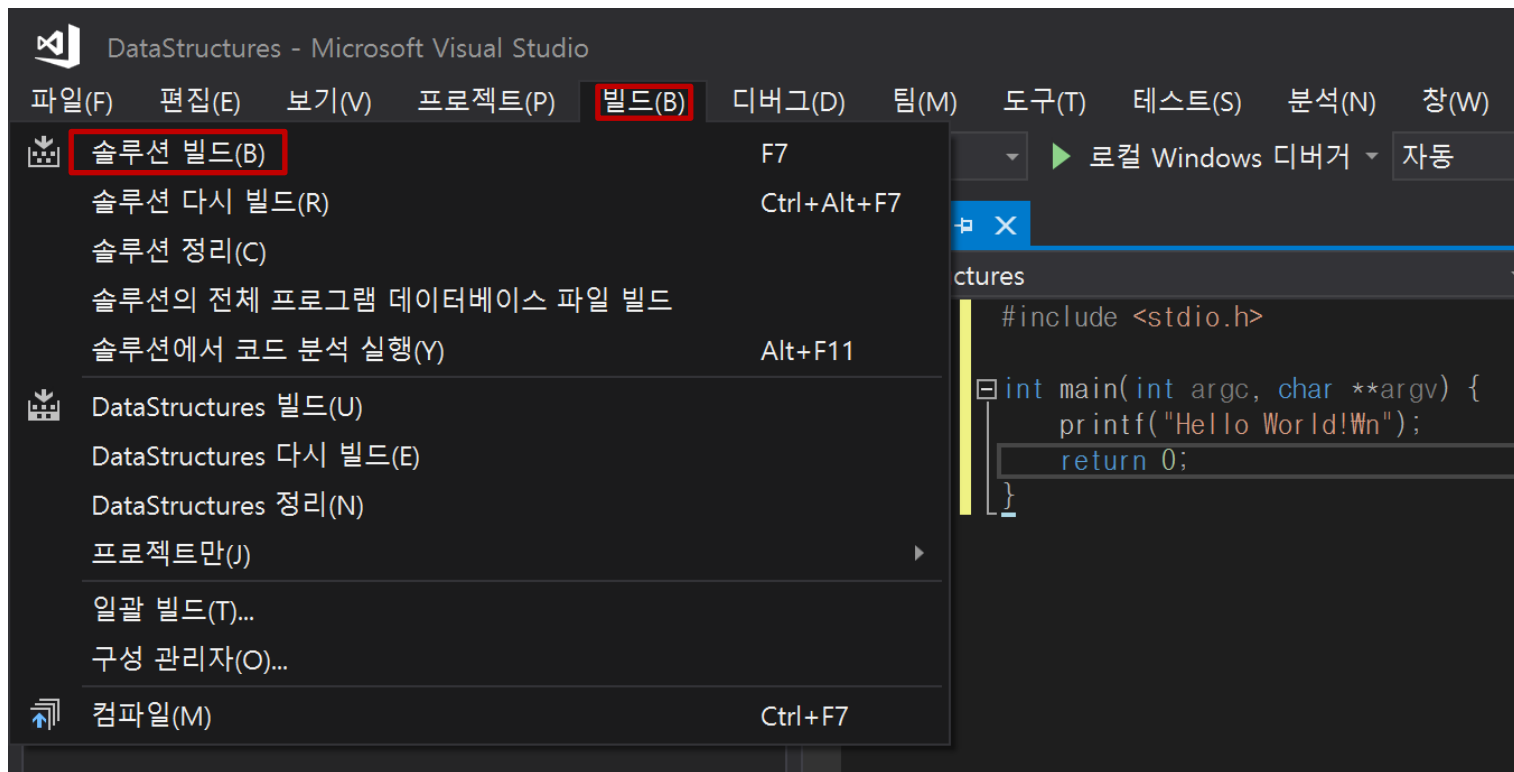 DataStructures - Microsoft Visual Studio
파일(F) 편집(E) 보기(V) 프로젝트(P) 빌드(B) 디버그(D) 팀(M) 도구(T) 테스트(S) 분석(N) 창(W)
솔루션 빌드(B) F7
솔루션 다시 빌드(R) Ctrl+Alt+F7
솔루션 정리(C)
솔루션의 전체 프로그램 데이터베이스 파일 빌드
솔루션에서 코드 분석 실행(Y) Alt+F11
DataStructures 빌드(U)
DataStructures 다시 빌드(E)
DataStructures 정리(N)
프로젝트만(J)
일괄 빌드(T)...
구성 관리자(O)...
컴파일(M) Ctrl+F7
로컬 Windows 디버거 자동
ctures
#include <stdio.h>
int main(int argc, char **argv) {
printf("Hello World!₩n");
return 0;
}